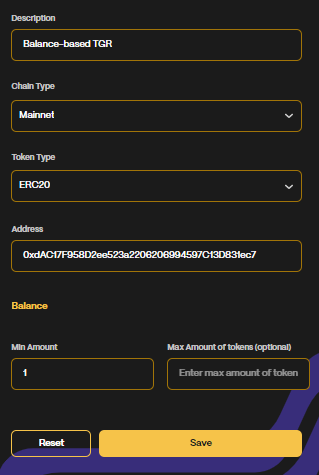 Description
Balance-based TGR
Chain Type
Mainnet
Token Type
ERC20
Address
0xdAC17F958D2ee523a2206206994597C13D831ec7
Balance
Min Amount
Max Amount of tokens (optional)
1
Enter max amount of token
Reset
Save